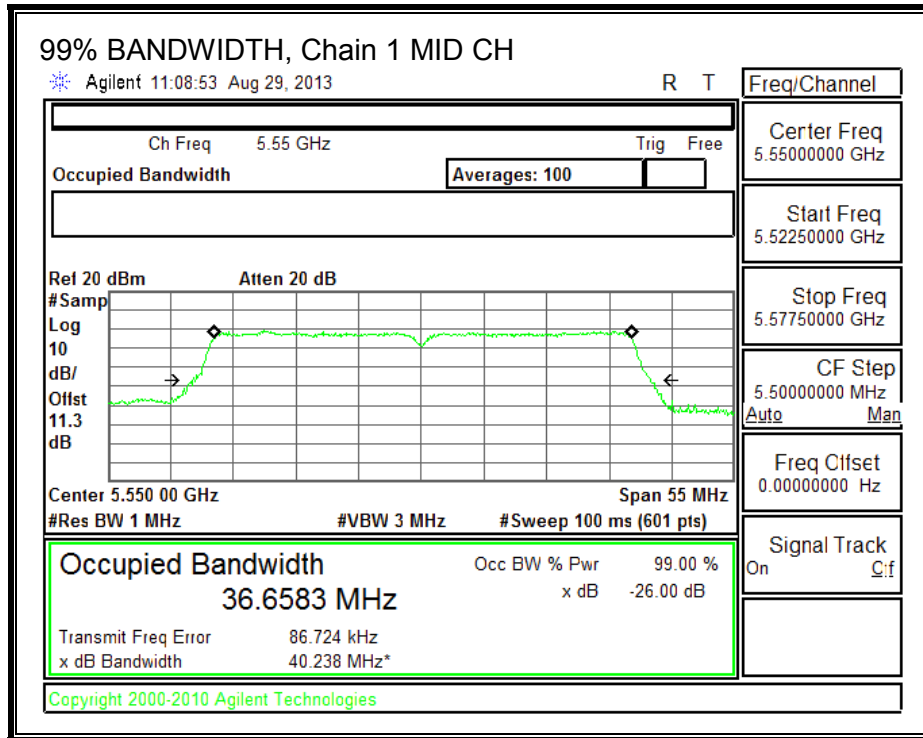 99% BANDWIDTH, Chain 1 MID CH
Agilent 11:08:53 Aug 29, 2013 R T
Freq/Channel
Ch Freq 5.55 GHz Trig Free
Occupied Bandwidth Averages: 100
Center Freq
5.55000000 GHz
Start Freq
5.52250000 GHz
Stop Freq
5.57750000 GHz
CF Step
5.50000000 MHz
Auto Man
Freq Offset
0.00000000 Hz
Signal Track
On Off
Ref 20 dBm Atten 20 dB
#Samp
Log
10
dB/
Offst
11.3
dB
Center 5.550 00 GHz Span 55 MHz
#Res BW 1 MHz #VBW 3 MHz #Sweep 100 ms (601 pts)
Occupied Bandwidth Occ BW % Pwr 99.00 %
36.6583 MHz x dB -26.00 dB
Transmit Freq Error 86.724 kHz
x dB Bandwidth 40.238 MHz*
Copyright 2000-2010 Agilent Technologies